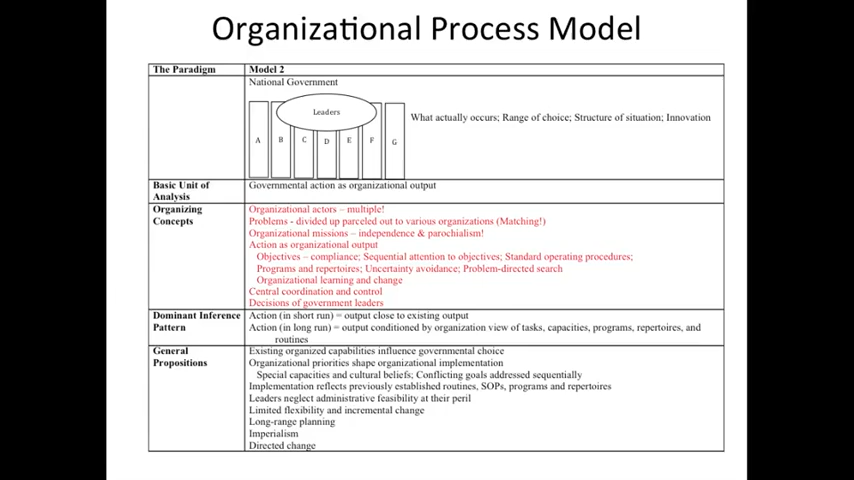 Organizational Process Model
The Paradigm Model 2
National Government
Leaders
What actually occurs; Range of choice; Structure of situation; Innovation
A B C D E F G
Basic Unit of Governmental action as organizational output
Analysis
Organizing Organizational actors – multiple!
Concepts Problems - divided up parceled out to various organizations (Matching!)
Organizational missions – independence & parochialism!
Action as organizational output
Objectives – compliance; Sequential attention to objectives; Standard operating procedures;
Programs and repertoires; Uncertainty avoidance; Problem-directed search
Organizational learning and change
Central coordination and control
Decisions of government leaders
Dominant Inference Action (in short run) = output close to existing output
Pattern Action (in long run) = output conditioned by organization view of tasks, capacities, programs, repertoires, and
routines
General Existing organized capabilities influence governmental choice
Propositions Organizational priorities shape organizational implementation
Special capacities and cultural beliefs; Conflicting goals addressed sequentially
Implementation reflects previously established routines, SOPs, programs and repertoires
Leaders neglect administrative feasibility at their peril
Limited flexibility and incremental change
Long-range planning
Imperialism
Directed change